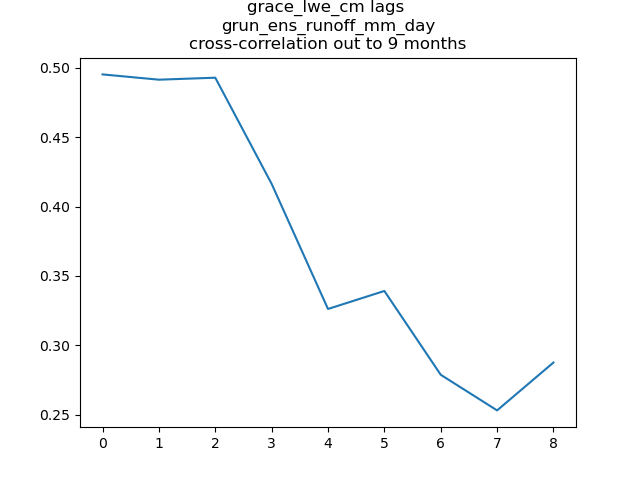 grace_lwe_cm lags
grun_ens_runoff_mm_day
cross-correlation out to 9 months
0.50
0.45
0.40
0.35
0.30
0.25
0 1 2 3 4 5 6 7 8